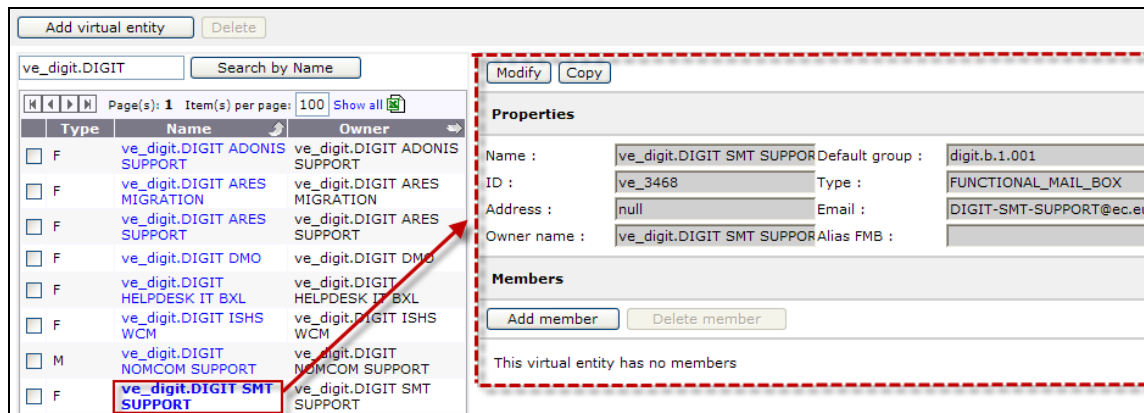 Add virtual entity Delete
ve_digit.DIGIT Search by Name
Page(s): 1 Item(s) per page: 100 Show all
Type Name Owner
F ve_digit.DIGIT ADONIS ve_digit.DIGIT ADONIS
SUPPORT SUPPORT
F ve_digit.DIGIT ARES ve_digit.DIGIT ARES
MIGRATION MIGRATION
F ve_digit.DIGIT ARES ve_digit.DIGIT ARES
SUPPORT SUPPORT
F ve_digit.DIGIT DMO ve_digit.DIGIT DMO
F ve_digit.DIGIT ve_digit.DIGIT
HELPDESK IT BXL HELPDESK IT BXL
F ve_digit.DIGIT ISHS ve_digit.DIGIT ISHS
WCM WCM
M ve_digit.DIGIT ve_digit.DIGIT
NOMCOM SUPPORT NOMCOM SUPPORT
F ve_digit.DIGIT SMT ve_digit.DIGIT SMT
SUPPORT SUPPORT
Modify Copy
Properties
Name : ve_digit.DIGIT SMT SUPPOR Default group : digit.b.1.001
ID : ve_3468 Type : FUNCTIONAL_MAIL_BOX
Address : null Email : DIGIT-SMT-SUPPORT@ec.eu
Owner name : ve_digit.DIGIT SMT SUPPOR Alias FMB :
Members
Add member Delete member
This virtual entity has no members